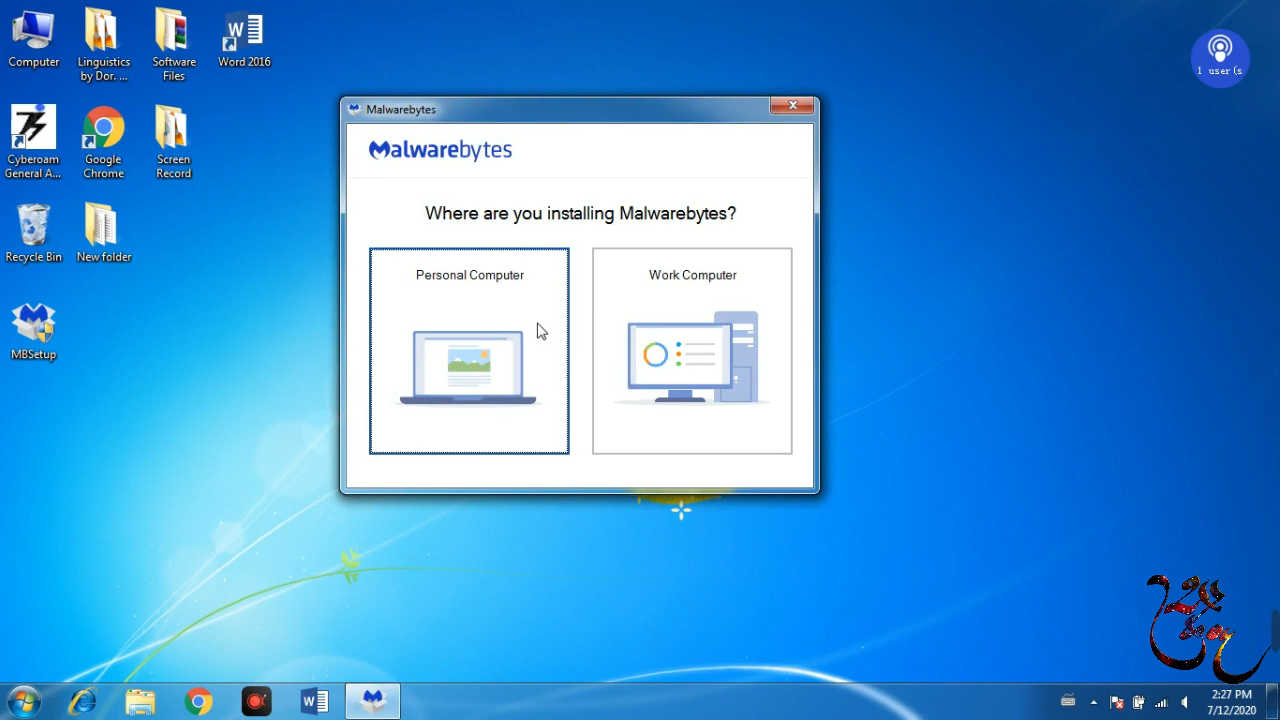 Computer
Linguistics
by Dor. ...
Software
Files
Word 2016
1 user (s
Cyberoam
General A...
Google
Chrome
Screen
Record
Recycle Bin
New folder
MBSetup
Malwarebytes
Malwarebytes
Where are you installing Malwarebytes?
Personal Computer
Work Computer
2:27 PM
7/12/2020